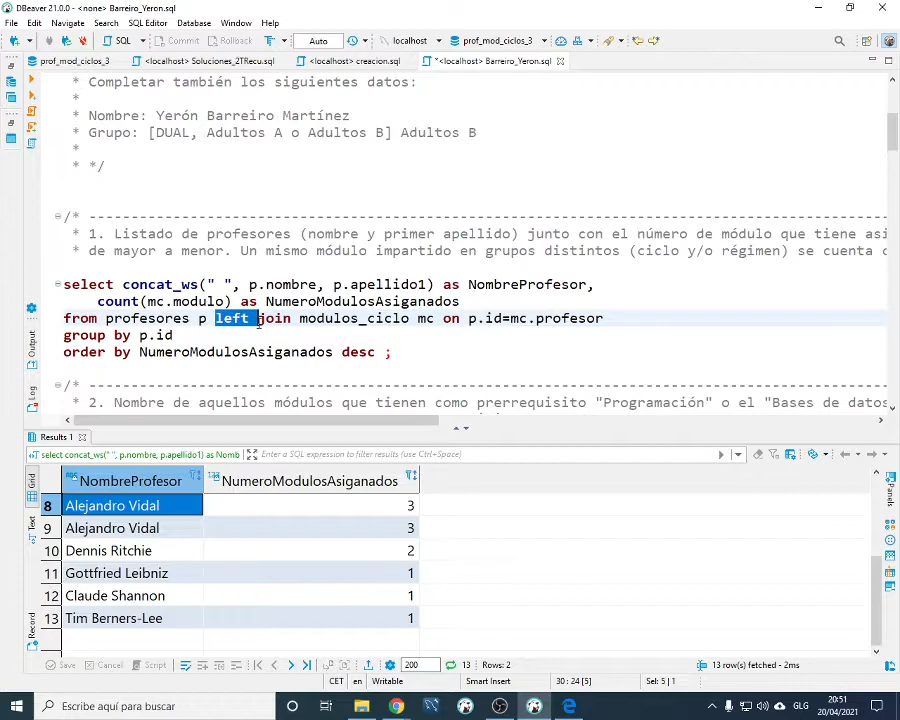 DBeaver 21.0.0 - <none> Barreiro_Yeron.sql
File Edit Navigate Search SQL Editor Database Window Help
SQL Commit Rollback Auto localhost prof_mod_ciclos_3
prof_mod_ciclos_3 <localhost> Soluciones_2TRecu.sql <localhost> creacion.sql *<localhost> Barreiro_Yeron.sql
* Completar también los siguientes datos:
*
* Nombre: Yerón Barreiro Martínez
* Grupo: [DUAL, Adultos A o Adultos B] Adultos B
*
* */
/* ----------------------------------------------------------------------------------------------
* 1. Listado de profesores (nombre y primer apellido) junto con el número de módulo que tiene asi
* de mayor a menor. Un mismo módulo impartido en grupos distintos (ciclo y/o régimen) se cuenta
select concat_ws(" ", p.nombre, p.apellido1) as NombreProfesor,
count(mc.modulo) as NumeroModulosAsiganados
from profesores p left join modulos_ciclo mc on p.id=mc.profesor
group by p.id
order by NumeroModulosAsiganados desc ;
/* ----------------------------------------------------------------------------------------------
* 2. Nombre de aquellos módulos que tienen como prerrequisito "Programación" o el "Bases de datos
Output
Log
Results 1
select concat_ws(" ", p.nombre, p.apellido1) as Nomb Enter a SQL expression to filter results (use Ctrl+Space)
Grid
Text
Record
Panels
NombreProfesor NumeroModulosAsiganados
8 Alejandro Vidal 3
9 Alejandro Vidal 3
10 Dennis Ritchie 2
11 Gottfried Leibniz 1
12 Claude Shannon 1
13 Tim Berners-Lee 1
Save Cancel Script 200 13 Rows: 2 13 row(s) fetched - 2ms
CET en Writable Smart Insert 30 : 24 [5] Sel: 5 | 1
Escribe aquí para buscar GLG 20:51
20/04/2021